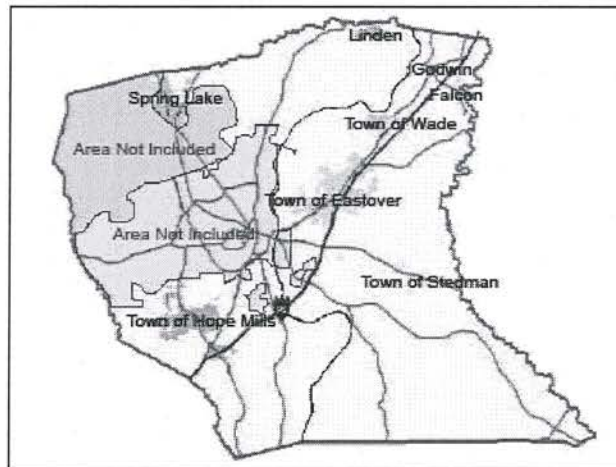 Linden
Godwin
Spring Lake
Falcon
Town of Wade
Area Not Included
Town of Eastover
Area Not Included
Town of Stedman
Town of Hope Mills